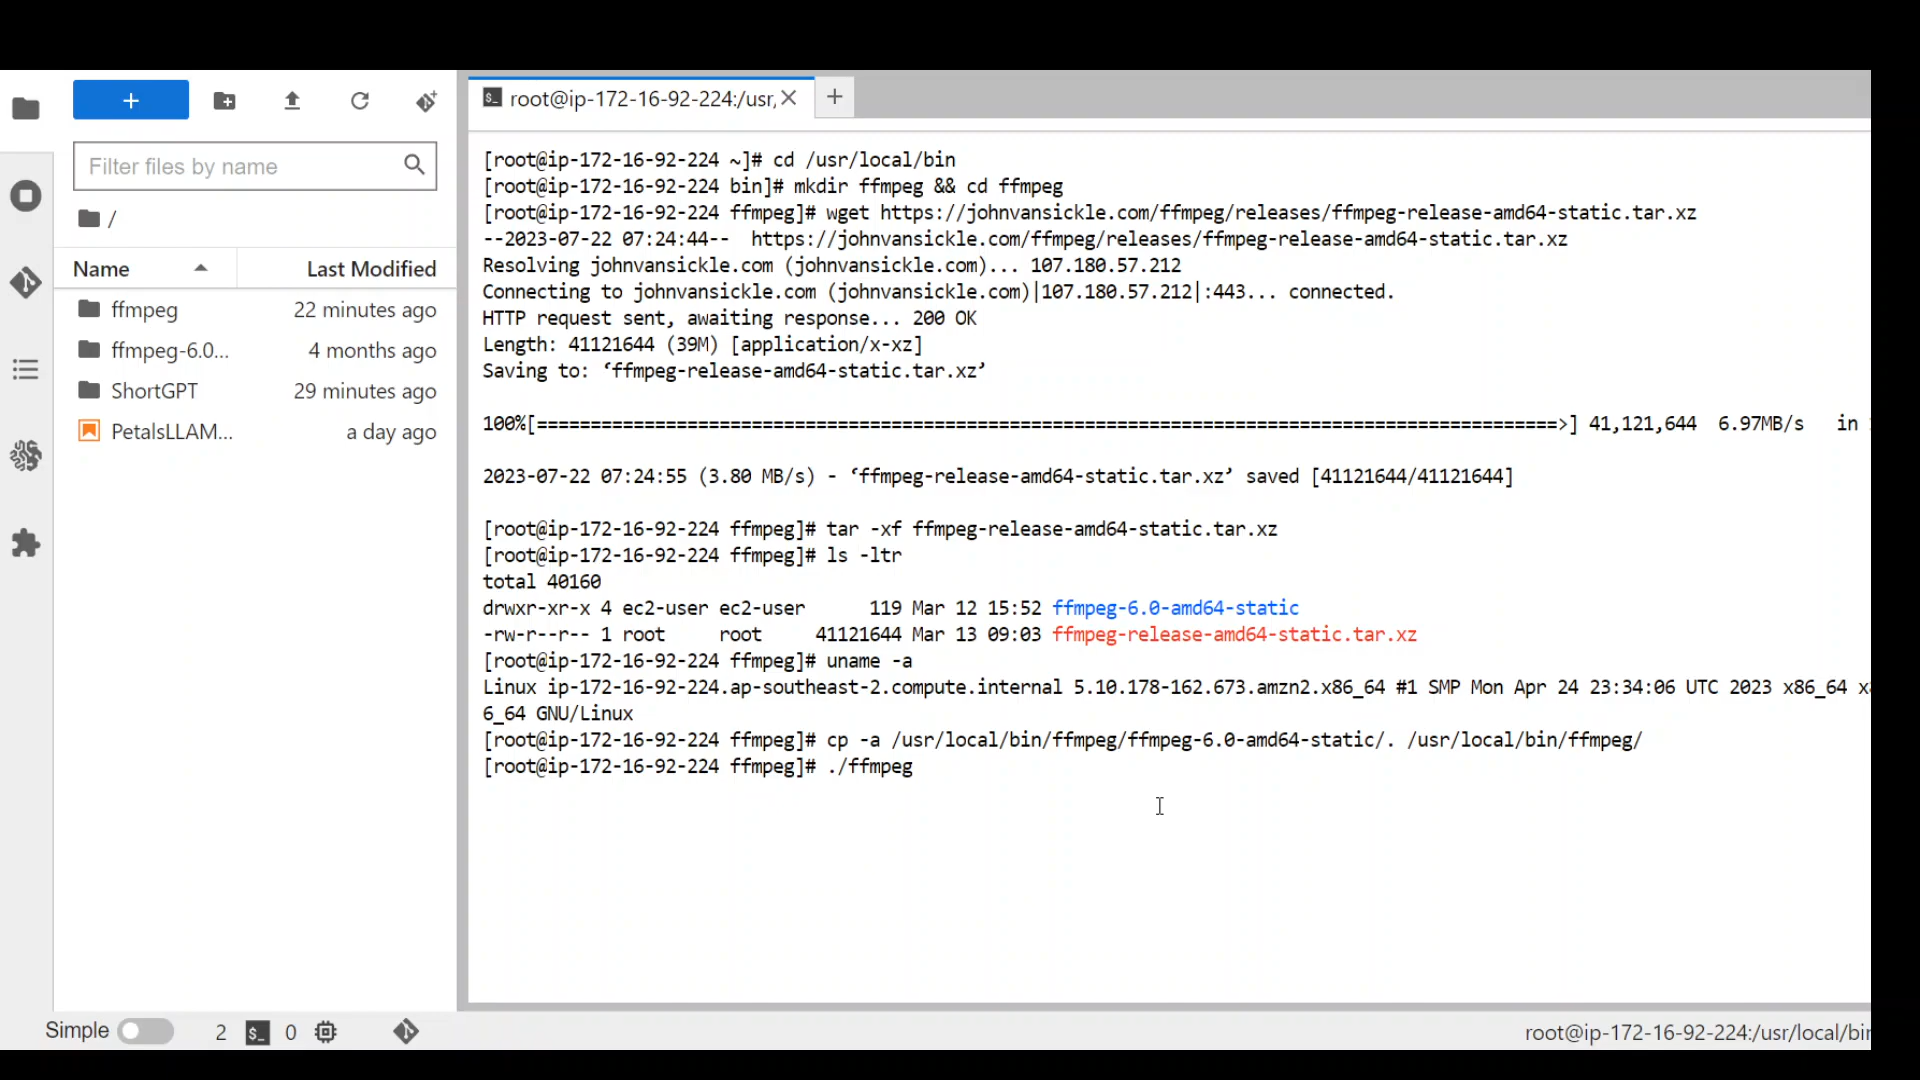 +
Filter files by name
/
Name Last Modified
ffmpeg 22 minutes ago
ffmpeg-6.0... 4 months ago
ShortGPT 29 minutes ago
PetalsLLAM... a day ago
Simple 2 $_ 0
$_ root@ip-172-16-92-224:/usr, × +
[root@ip-172-16-92-224 ~]# cd /usr/local/bin
[root@ip-172-16-92-224 bin]# mkdir ffmpeg && cd ffmpeg
[root@ip-172-16-92-224 ffmpeg]# wget https://johnvansickle.com/ffmpeg/releases/ffmpeg-release-amd64-static.tar.xz
--2023-07-22 07:24:44-- https://johnvansickle.com/ffmpeg/releases/ffmpeg-release-amd64-static.tar.xz
Resolving johnvansickle.com (johnvansickle.com)... 107.180.57.212
Connecting to johnvansickle.com (johnvansickle.com)|107.180.57.212|:443... connected.
HTTP request sent, awaiting response... 200 OK
Length: 41121644 (39M) [application/x-xz]
Saving to: ‘ffmpeg-release-amd64-static.tar.xz’
100%[===============================================================================================>] 41,121,644 6.97MB/s in
2023-07-22 07:24:55 (3.80 MB/s) - ‘ffmpeg-release-amd64-static.tar.xz’ saved [41121644/41121644]
[root@ip-172-16-92-224 ffmpeg]# tar -xf ffmpeg-release-amd64-static.tar.xz
[root@ip-172-16-92-224 ffmpeg]# ls -ltr
total 40160
drwxr-xr-x 4 ec2-user ec2-user 119 Mar 12 15:52 ffmpeg-6.0-amd64-static
-rw-r--r-- 1 root root 41121644 Mar 13 09:03 ffmpeg-release-amd64-static.tar.xz
[root@ip-172-16-92-224 ffmpeg]# uname -a
Linux ip-172-16-92-224.ap-southeast-2.compute.internal 5.10.178-162.673.amzn2.x86_64 #1 SMP Mon Apr 24 23:34:06 UTC 2023 x86_64 x
6_64 GNU/Linux
[root@ip-172-16-92-224 ffmpeg]# cp -a /usr/local/bin/ffmpeg/ffmpeg-6.0-amd64-static/. /usr/local/bin/ffmpeg/
[root@ip-172-16-92-224 ffmpeg]# ./ffmpeg
root@ip-172-16-92-224:/usr/local/bin